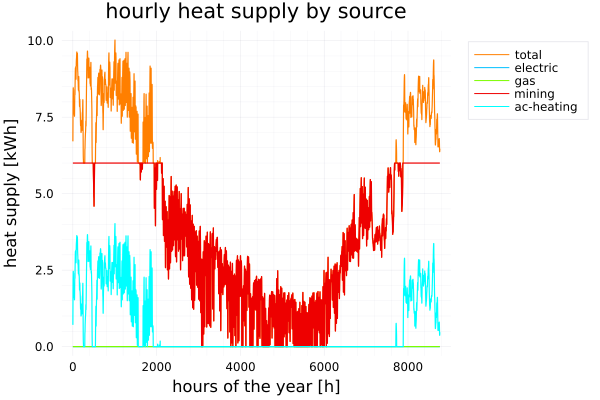 hourly heat supply by source
heat supply [kWh]
10.0
7.5
5.0
2.5
0.0
0
2000
4000
6000
8000
hours of the year [h]
total
electric
gas
mining
ac-heating